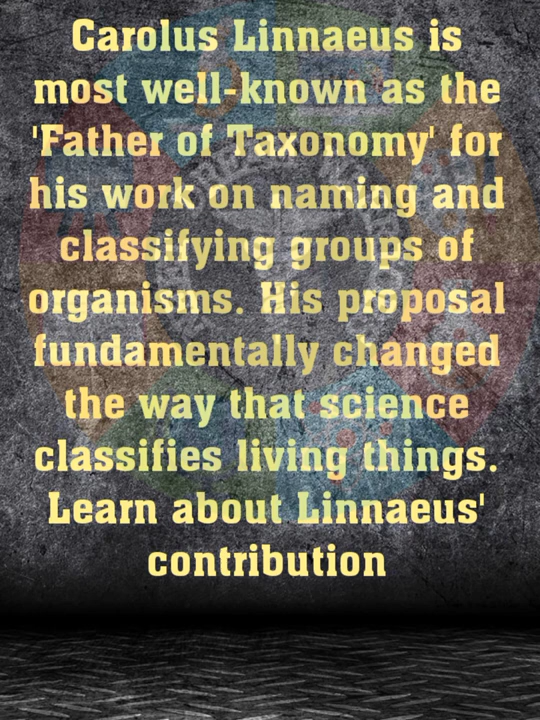 Carolus Linnaeus is
most well-known as the
'Father of Taxonomy' for
his work on naming and
classifying groups of
organisms. His proposal
fundamentally changed
the way that science
classifies living things.
Learn about Linnaeus'
contribution